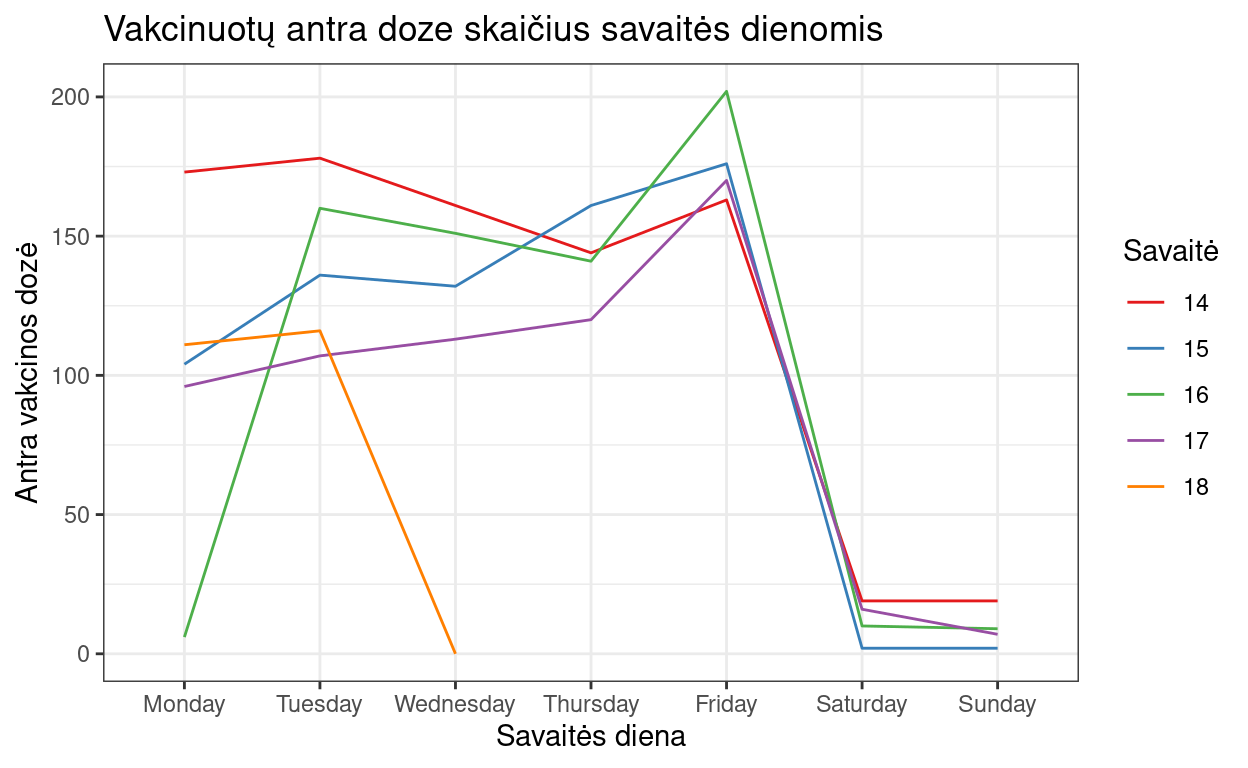 Vakcinuotų antra doze skaičius savaitės dienomis
Antra vakcinos dozė
200
150
100
50
0
Monday Tuesday Wednesday Thursday Friday Saturday Sunday
Savaitės diena
Savaitė
14
15
16
17
18